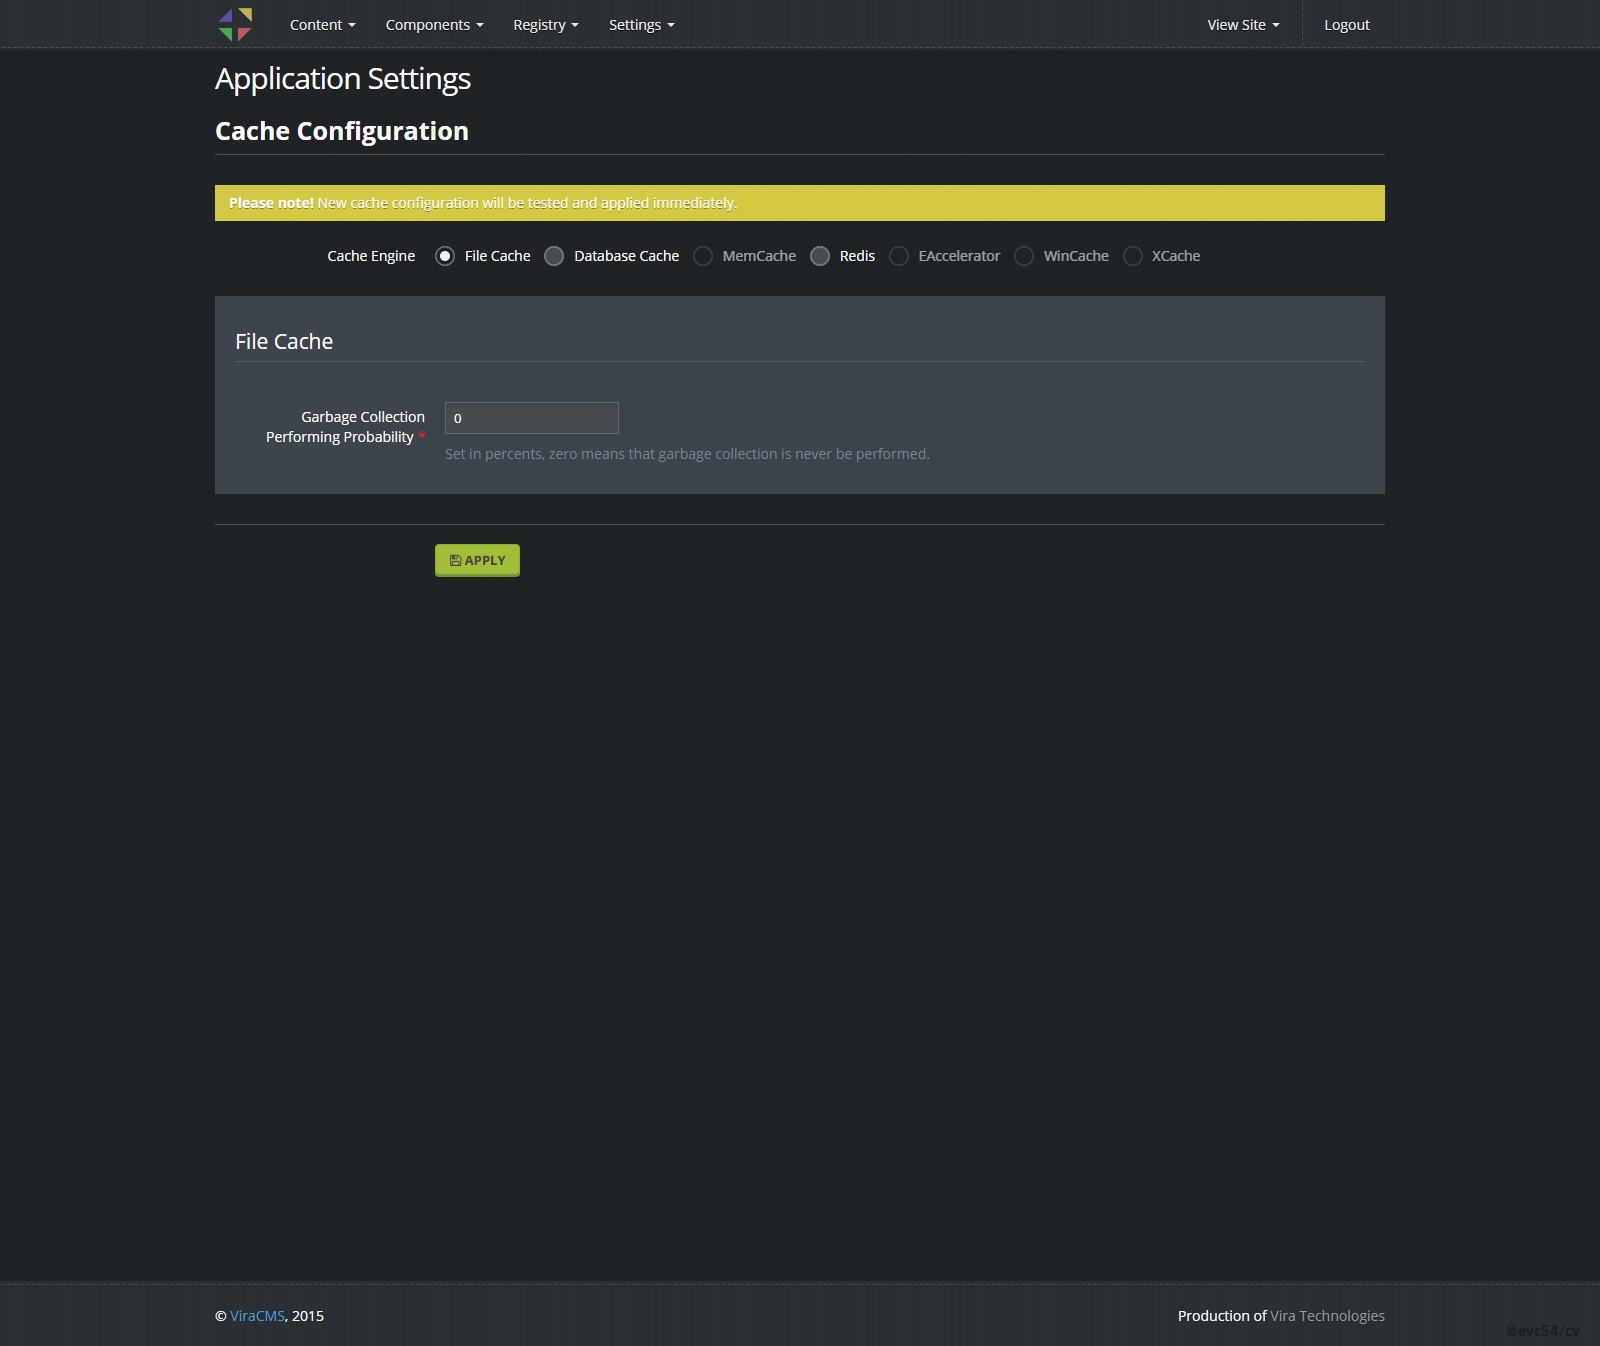 Content Components Registry Settings View Site Logout
Application Settings
Cache Configuration
Please note! New cache configuration will be tested and applied immediately.
Cache Engine File Cache Database Cache MemCache Redis EAccelerator WinCache XCache
File Cache
Garbage Collection
Performing Probability *
0
Set in percents, zero means that garbage collection is never be performed.
APPLY
© ViraCMS, 2015
Production of Vira Technologies
@evc54/cv